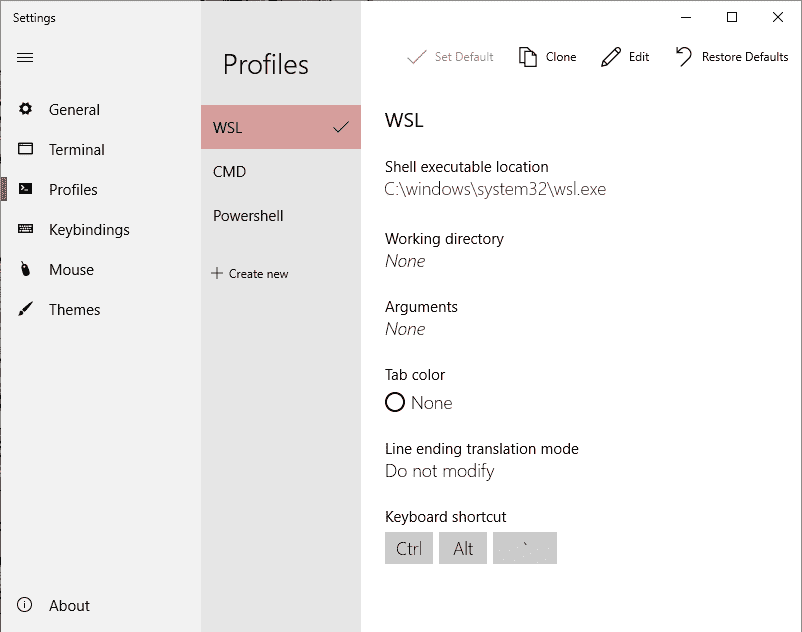 Settings
General
Terminal
Profiles
Keybindings
Mouse
Themes
About
Profiles
WSL
CMD
Powershell
Create new
Set Default Clone Edit Restore Defaults
WSL
Shell executable location
C:\windows\system32\wsl.exe
Working directory
None
Arguments
None
Tab color
None
Line ending translation mode
Do not modify
Keyboard shortcut
Ctrl Alt `